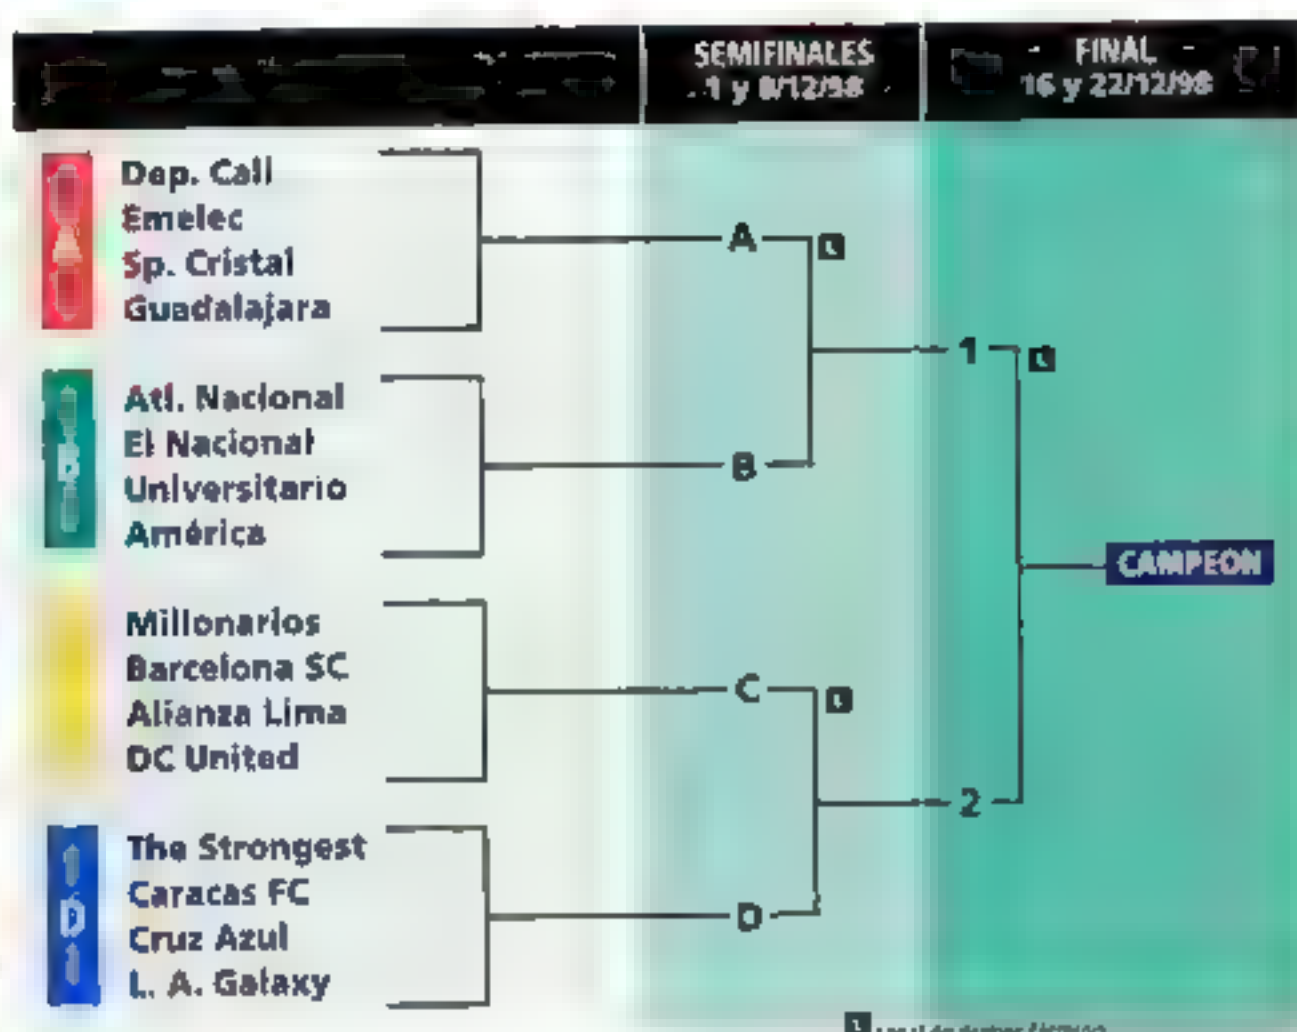 SEMIFINALES
1 y 8/12/98
- FINAL -
16 y 22/12/98
A
Dep. Cali
Emelec
Sp. Cristal
Guadalajara
B
Atl. Nacional
El Nacional
Universitario
América
Millonarios
Barcelona SC
Alianza Lima
DC United
D
The Strongest
Caracas FC
Cruz Azul
L. A. Galaxy
A L
B
C L
D
1 L
2
CAMPEON
L